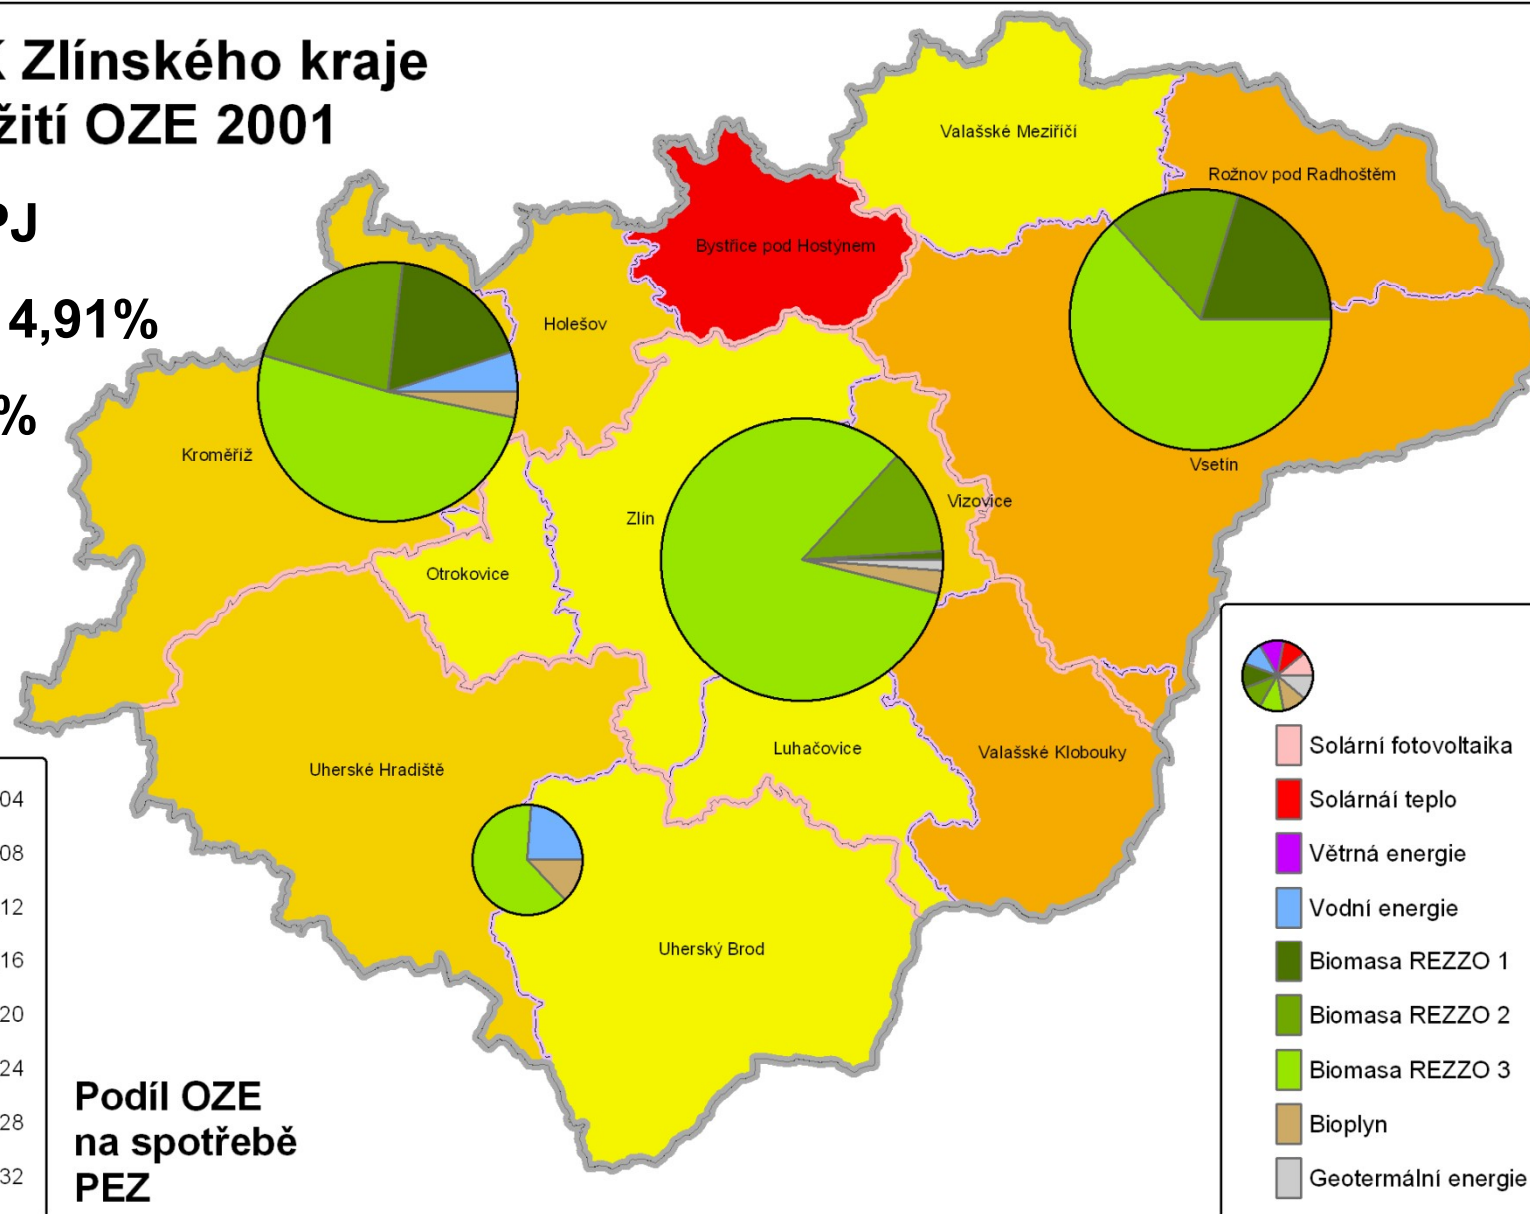 K Zlínského kraje
žití OZE 2001
PJ
4,91%
%
Valašské Meziříčí
Rožnov pod Radhoštěm
Bystřice pod Hostýnem
Holešov
Kroměříž
Vsetín
Vizovice
Zlín
Otrokovice
Luhačovice
Valašské Klobouky
Uherské Hradiště
Uherský Brod
04
08
12
16
20
24
28
32
Podíl OZE
na spotřebě
PEZ
Solární fotovoltaika
Solárnáí teplo
Větrná energie
Vodní energie
Biomasa REZZO 1
Biomasa REZZO 2
Biomasa REZZO 3
Bioplyn
Geotermální energie